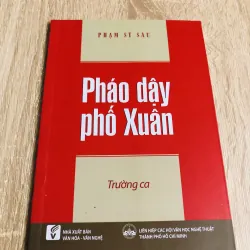 PHẠM SỸ SÁU
Pháo dậy
phố Xuân
Trường ca
NHÀ XUẤT BẢN
VĂN HÓA - VĂN NGHỆ
LIÊN HIỆP CÁC HỘI VĂN HỌC NGHỆ THUẬT
THÀNH PHỐ HỒ CHÍ MINH